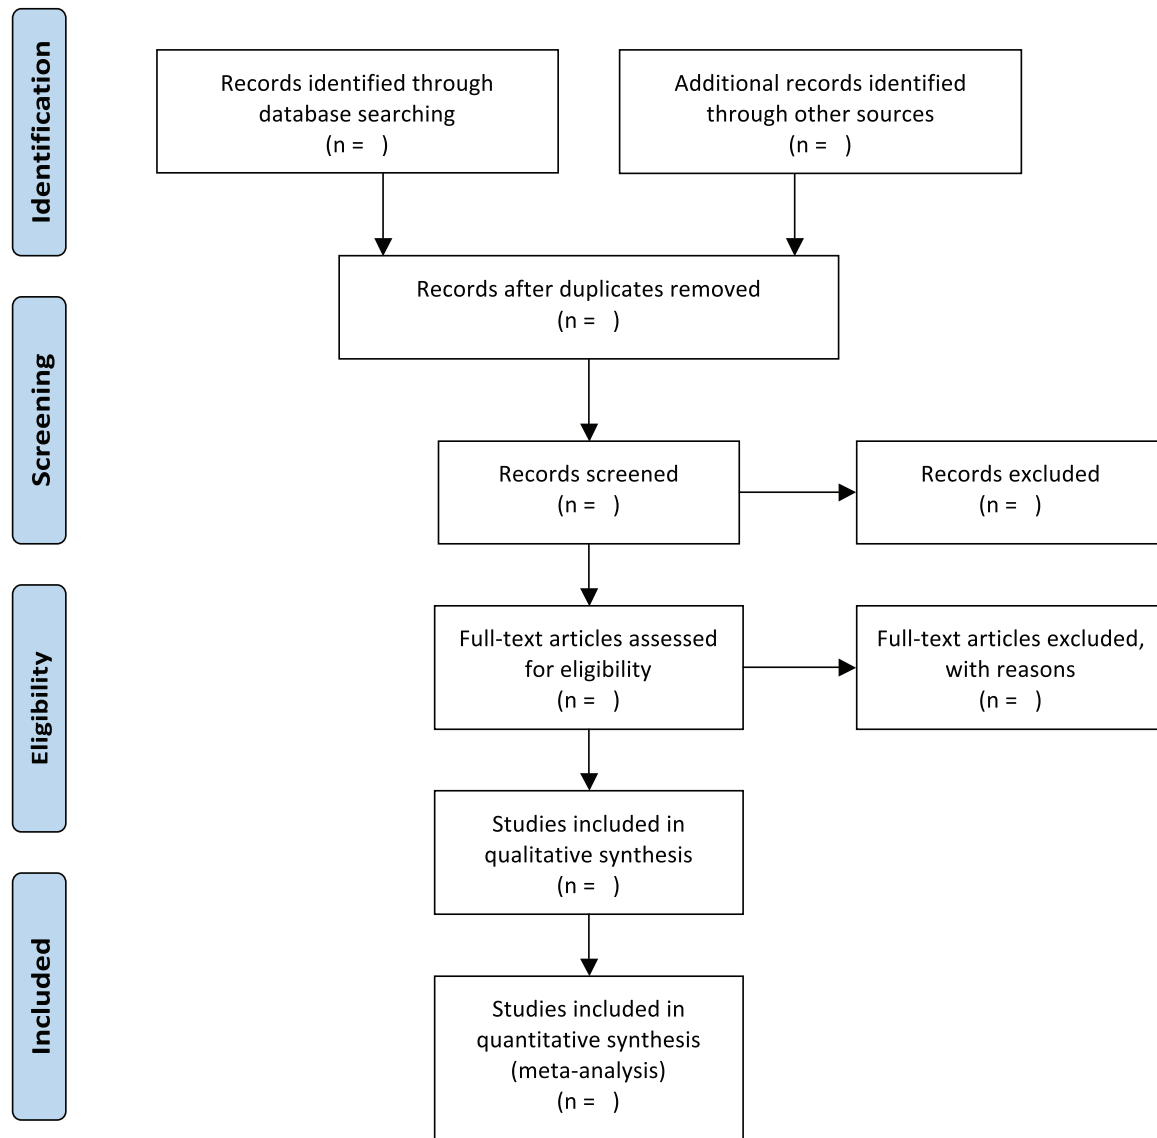 Identification
Records identified through
database searching
(n =   )
Additional records identified
through other sources
(n =   )
Records after duplicates removed
(n =   )
Screening
Records screened
(n =   )
Records excluded
(n =   )
Eligibility
Full-text articles assessed
for eligibility
(n =   )
Full-text articles excluded,
with reasons
(n =   )
Studies included in
qualitative synthesis
(n =   )
Included
Studies included in
quantitative synthesis
(meta-analysis)
(n =   )